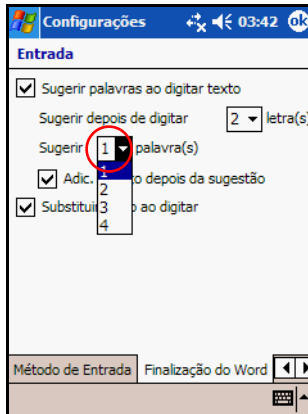 Configurações 03:42 ok
Entrada
Sugerir palavras ao digitar texto
Sugerir depois de digitar 2 letra(s)
Sugerir 1 palavra(s)
1
Adic. o depois da sugestão
2
Substitui 3 ao digitar
4
Método de Entrada Finalização do Word